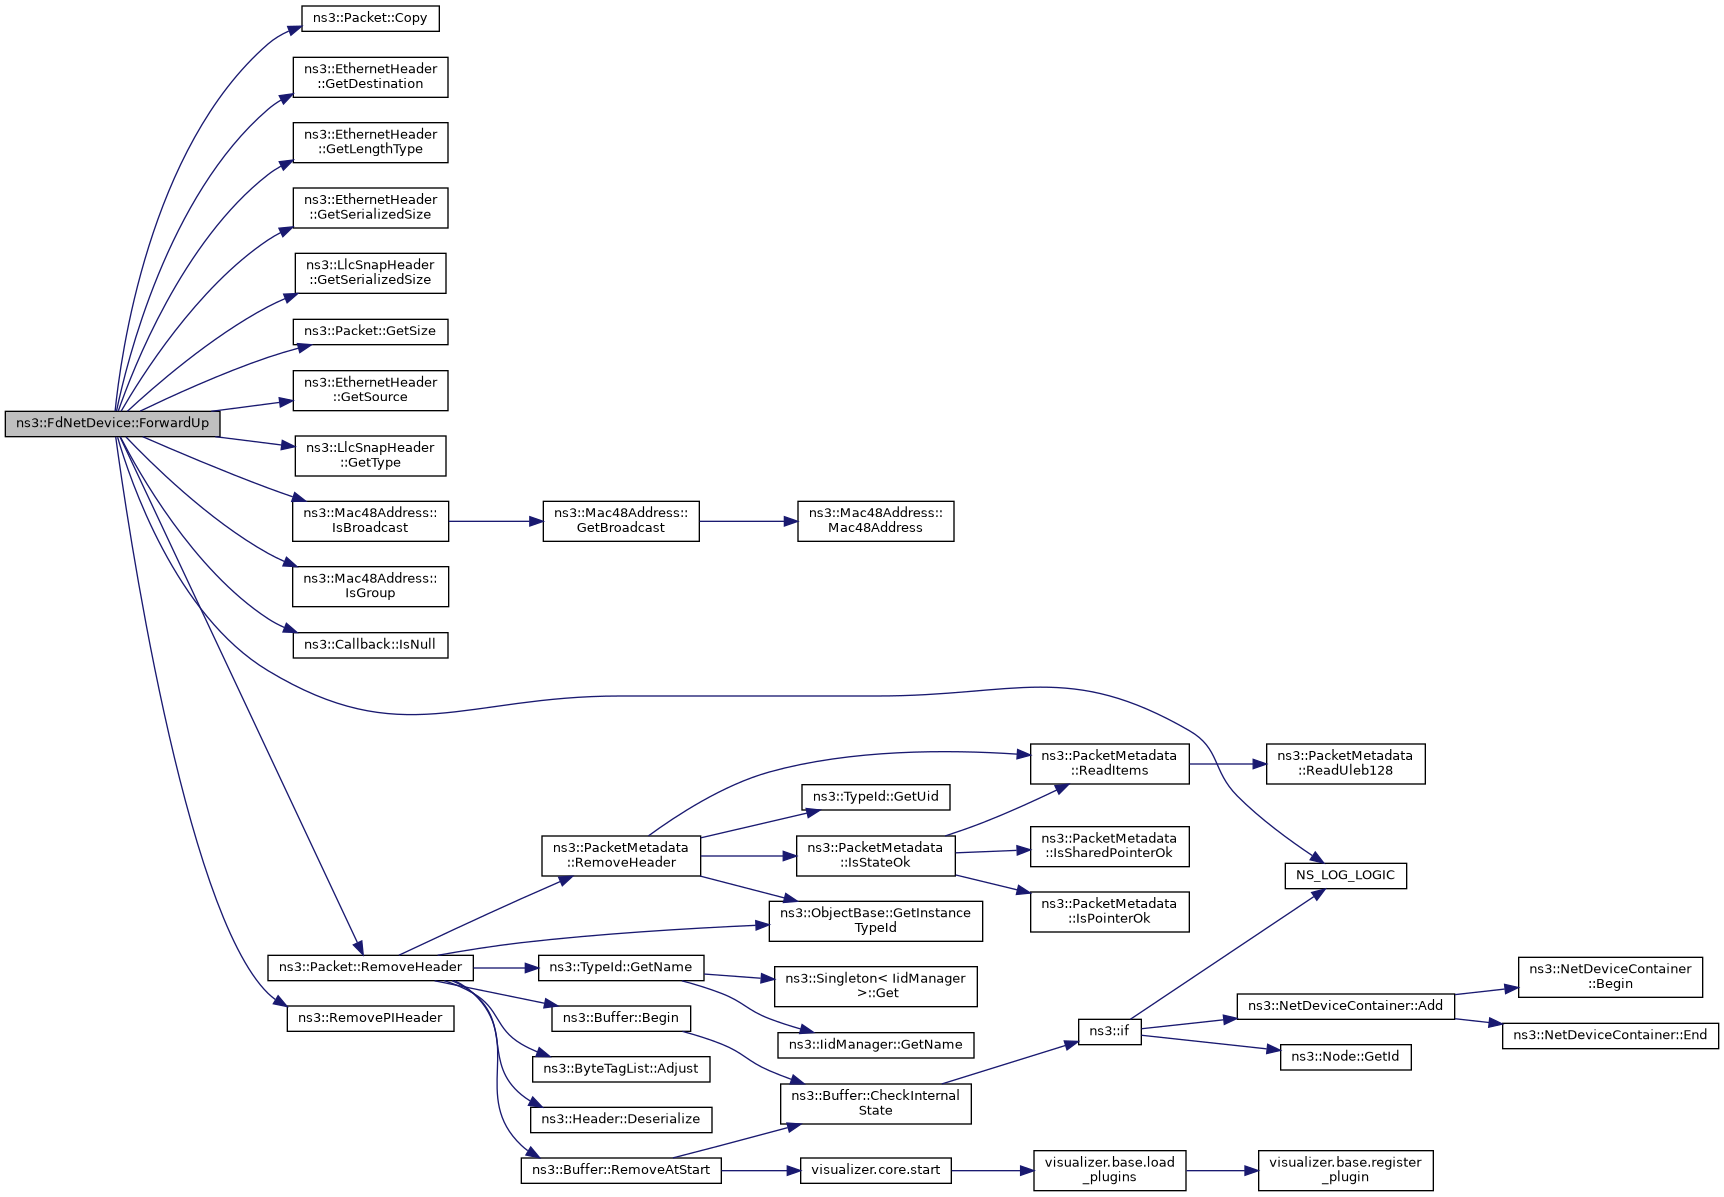 ns3::FdNetDevice::ForwardUp
ns3::Packet::Copy
ns3::EthernetHeader
::GetDestination
ns3::EthernetHeader
::GetLengthType
ns3::EthernetHeader
::GetSerializedSize
ns3::LlcSnapHeader
::GetSerializedSize
ns3::Packet::GetSize
ns3::EthernetHeader
::GetSource
ns3::LlcSnapHeader
::GetType
ns3::Mac48Address::
IsBroadcast
ns3::Mac48Address::
GetBroadcast
ns3::Mac48Address::
Mac48Address
ns3::Mac48Address::
IsGroup
ns3::Callback::IsNull
ns3::Packet::RemoveHeader
ns3::RemovePIHeader
ns3::PacketMetadata
::RemoveHeader
ns3::TypeId::GetName
ns3::Buffer::Begin
ns3::ByteTagList::Adjust
ns3::Header::Deserialize
ns3::Buffer::RemoveAtStart
ns3::TypeId::GetUid
ns3::PacketMetadata
::IsStateOk
ns3::ObjectBase::GetInstance
TypeId
ns3::Singleton< IidManager
>::Get
ns3::IidManager::GetName
ns3::Buffer::CheckInternal
State
visualizer.core.start
ns3::PacketMetadata
::ReadItems
ns3::PacketMetadata
::IsSharedPointerOk
ns3::PacketMetadata
::IsPointerOk
ns3::if
visualizer.base.load
_plugins
ns3::PacketMetadata
::ReadUleb128
NS_LOG_LOGIC
ns3::NetDeviceContainer::Add
ns3::Node::GetId
visualizer.base.register
_plugin
ns3::NetDeviceContainer
::Begin
ns3::NetDeviceContainer::End